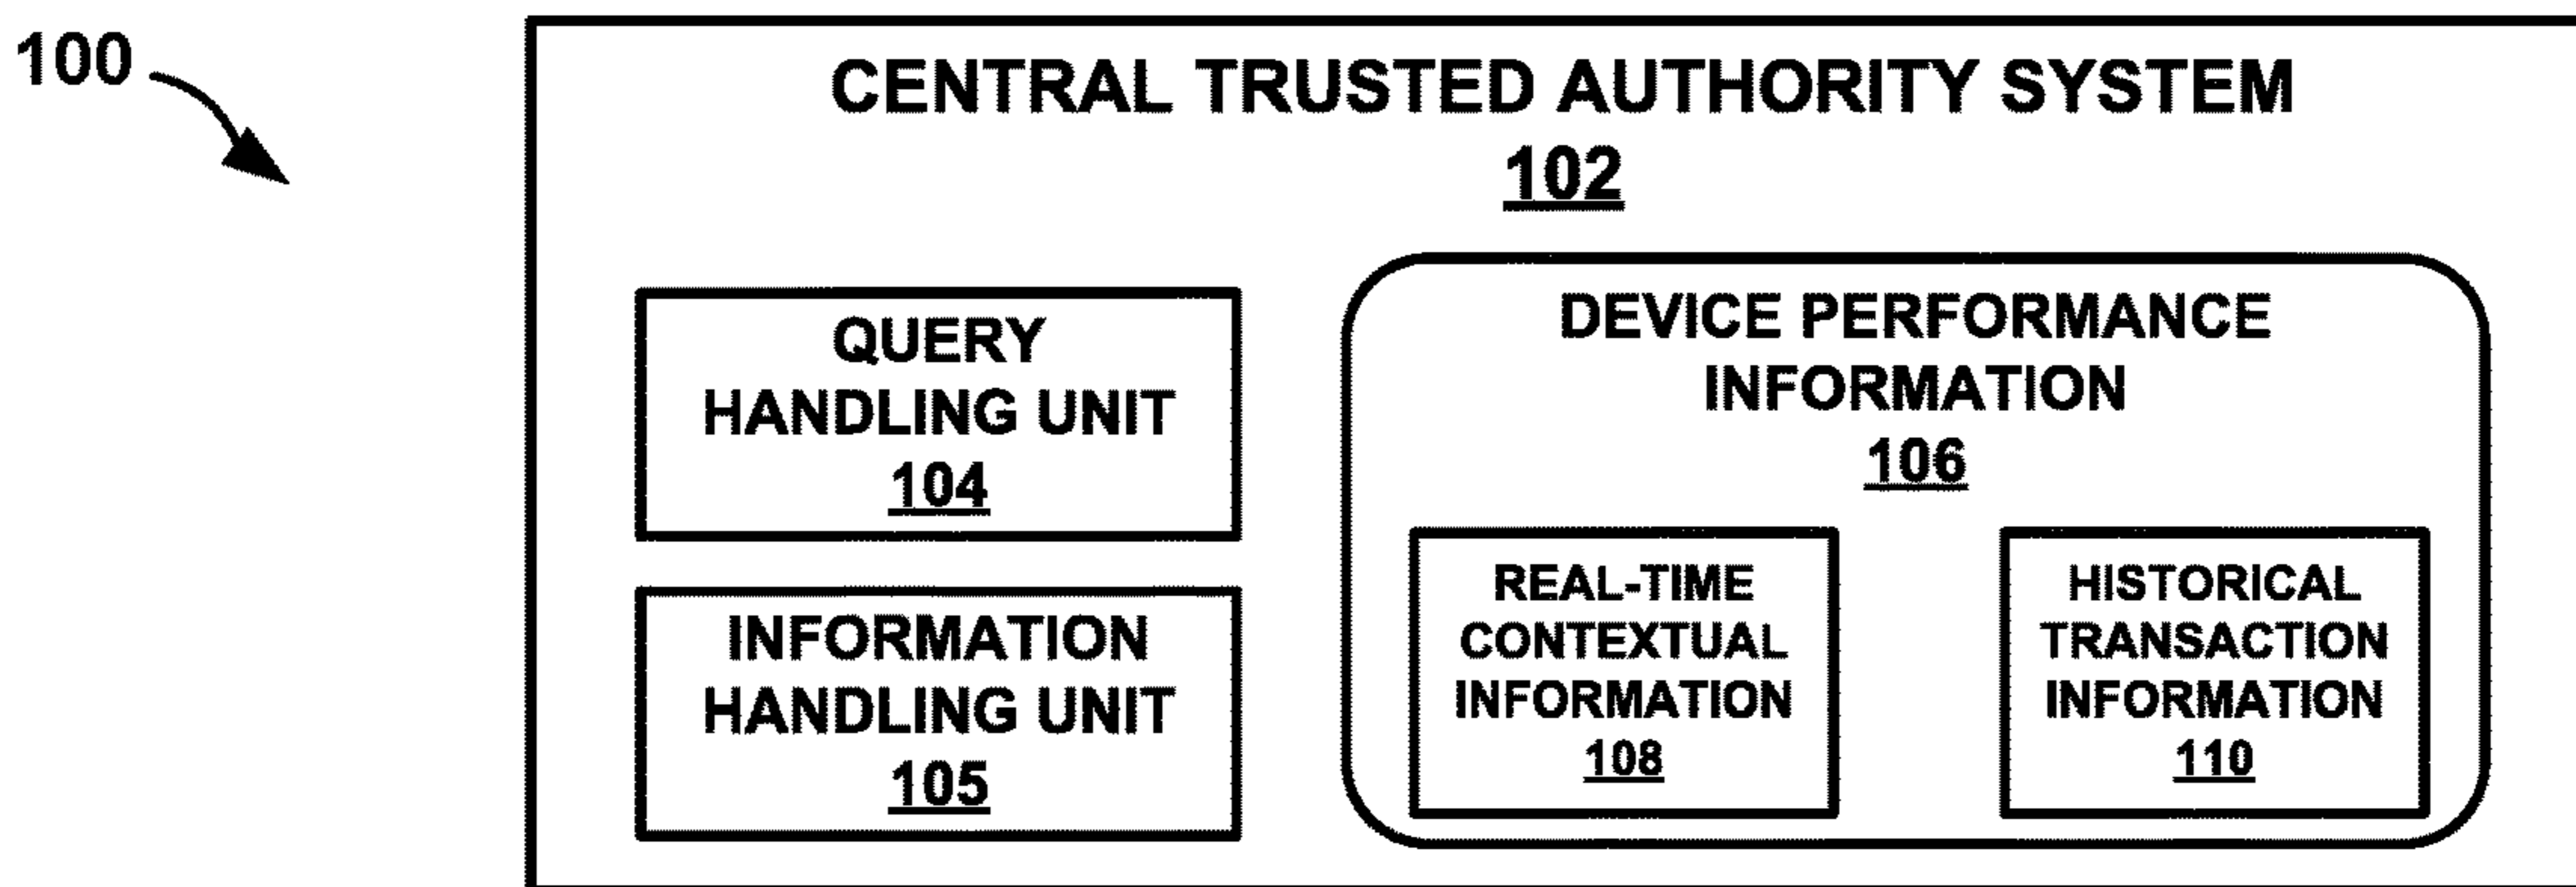 100
CENTRAL TRUSTED AUTHORITY SYSTEM
102
QUERY
HANDLING UNIT
104
INFORMATION
HANDLING UNIT
105
DEVICE PERFORMANCE
INFORMATION
106
REAL-TIME
CONTEXTUAL
INFORMATION
108
HISTORICAL
TRANSACTION
INFORMATION
110